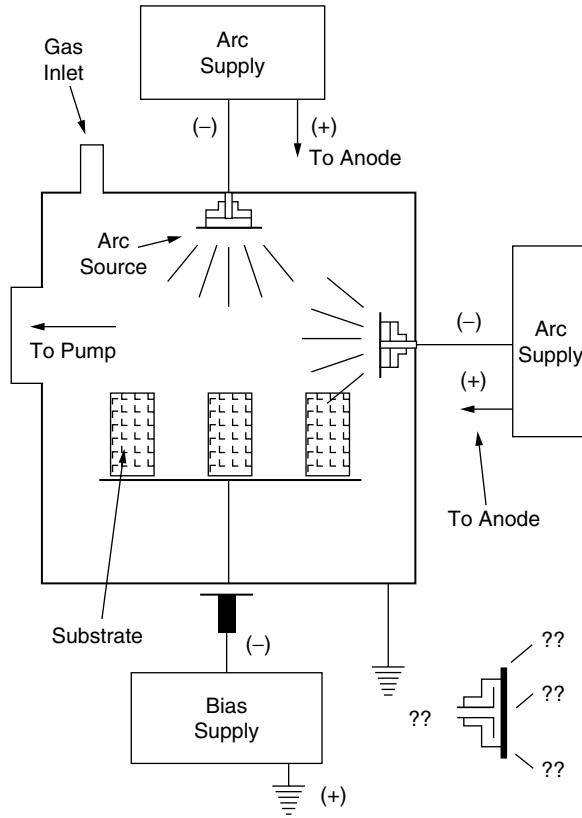 Arc
Supply
Gas
Inlet
(−)
(+)
To Anode
Arc
Source
To Pump
(−)
Arc
Supply
(+)
To Anode
Substrate
(−)
Bias
Supply
(+)
??
??
??
??